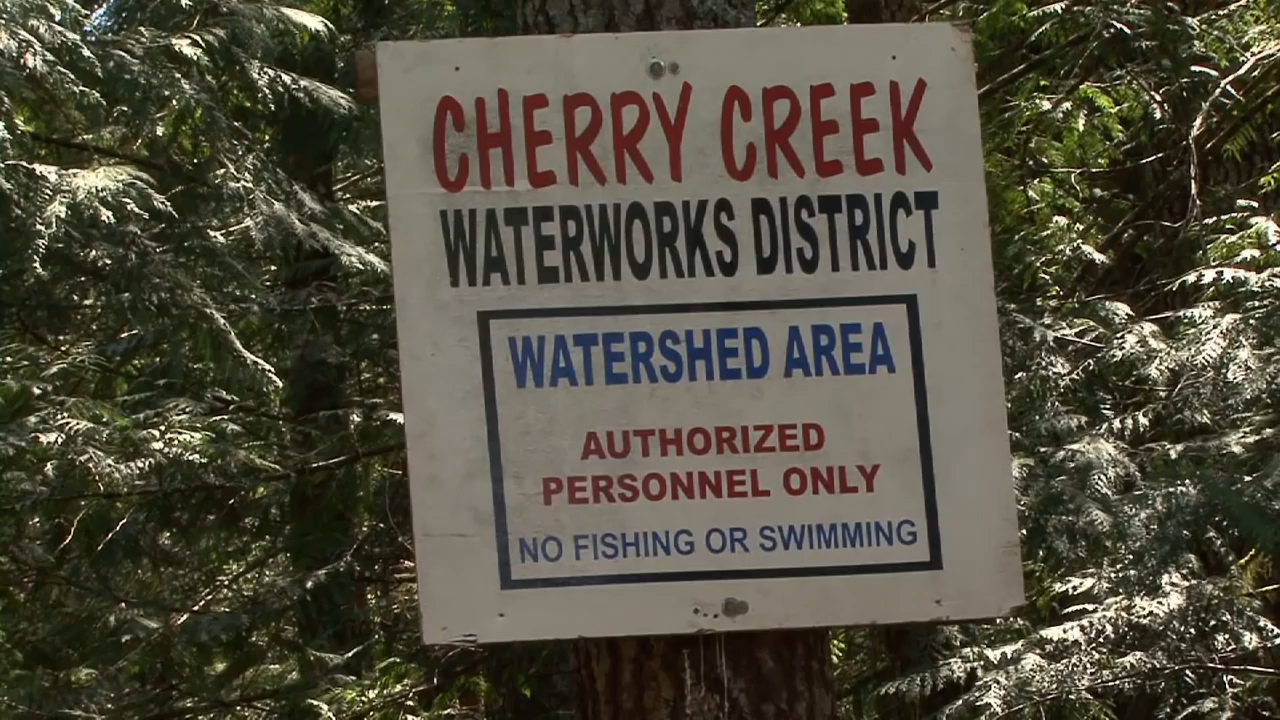 CHERRY CREEK
WATERWORKS DISTRICT
WATERSHED AREA
AUTHORIZED
PERSONNEL ONLY
NO FISHING OR SWIMMING